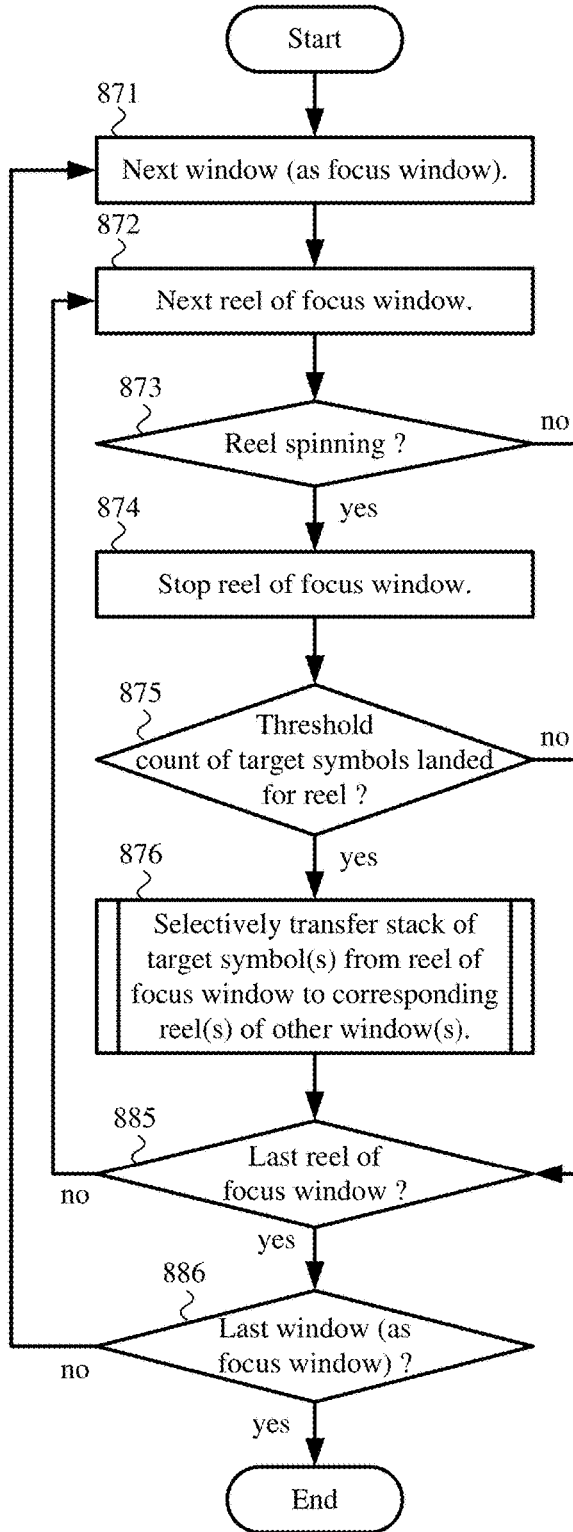 Start
871
Next window (as focus window).
872
Next reel of focus window.
873
Reel spinning ?
no
yes
874
Stop reel of focus window.
875
Threshold
count of target symbols landed
for reel ?
no
yes
876
Selectively transfer stack of
target symbol(s) from reel of
focus window to corresponding
reel(s) of other window(s).
885
Last reel of
focus window ?
no
yes
886
Last window (as
focus window) ?
no
yes
End